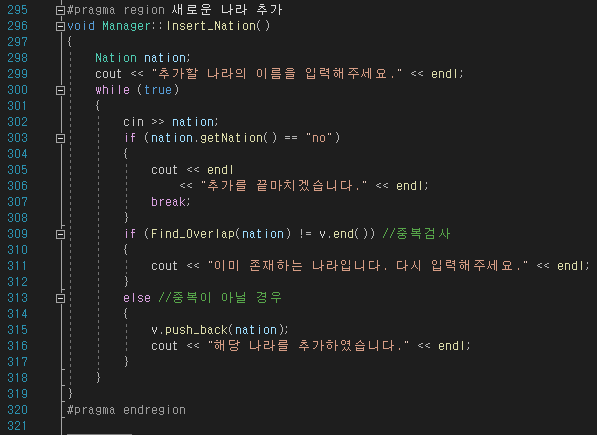 295 #pragma region 새로운 나라 추가
296 void Manager::Insert_Nation()
297 {
298 Nation nation;
299 cout << "추가할 나라의 이름을 입력해주세요." << endl;
300 while (true)
301 {
302 cin >> nation;
303 if (nation.getNation() == "no")
304 {
305 cout << endl
306 << "추가를 끝마치겠습니다." << endl;
307 break;
308 }
309 if (Find_Overlap(nation) != v.end()) //중복검사
310 {
311 cout << "이미 존재하는 나라입니다. 다시 입력해주세요." << endl;
312 }
313 else //중복이 아닐 경우
314 {
315 v.push_back(nation);
316 cout << "해당 나라를 추가하였습니다." << endl;
317 }
318 }
319 }
320 #pragma endregion
321